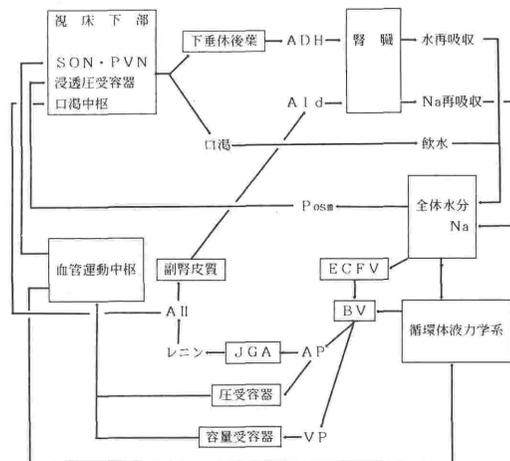 視床下部
SON・PVN
浸透圧受容器
口渇中枢
下垂体後葉
ADH
腎臓
水再吸収
Ald
Na再吸収
口渇
飲水
Posm
全体水分
Na
血管運動中枢
副腎皮質
ECFV
AⅡ
BV
循環体液力学系
レニン
JGA
AP
圧受容器
容量受容器
VP